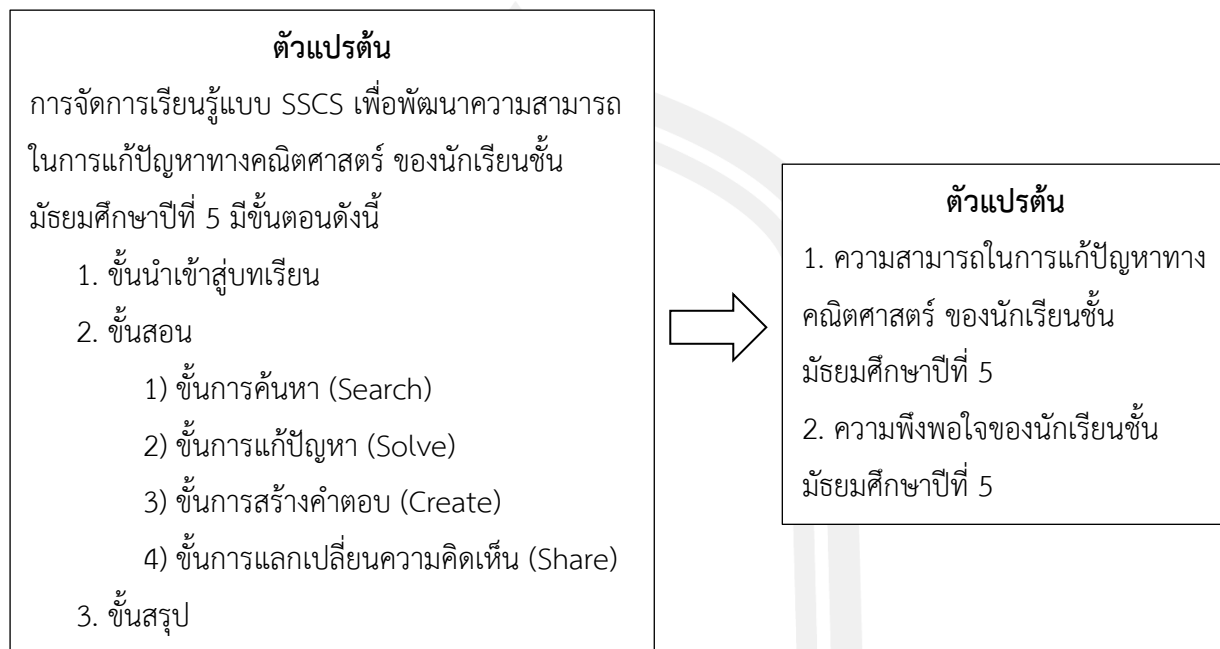 ตัวแปรต้น
การจัดการเรียนรู้แบบ SSCS เพื่อพัฒนาความสามารถ
ในการแก้ปัญหาทางคณิตศาสตร์ ของนักเรียนชั้น
มัธยมศึกษาปีที่ 5 มีขั้นตอนดังนี้
1. ขั้นนำเข้าสู่บทเรียน
2. ขั้นสอน
1) ขั้นการค้นหา (Search)
2) ขั้นการแก้ปัญหา (Solve)
3) ขั้นการสร้างคำตอบ (Create)
4) ขั้นการแลกเปลี่ยนความคิดเห็น (Share)
3. ขั้นสรุป
ตัวแปรต้น
1. ความสามารถในการแก้ปัญหาทาง
คณิตศาสตร์ ของนักเรียนชั้น
มัธยมศึกษาปีที่ 5
2. ความพึงพอใจของนักเรียนชั้น
มัธยมศึกษาปีที่ 5